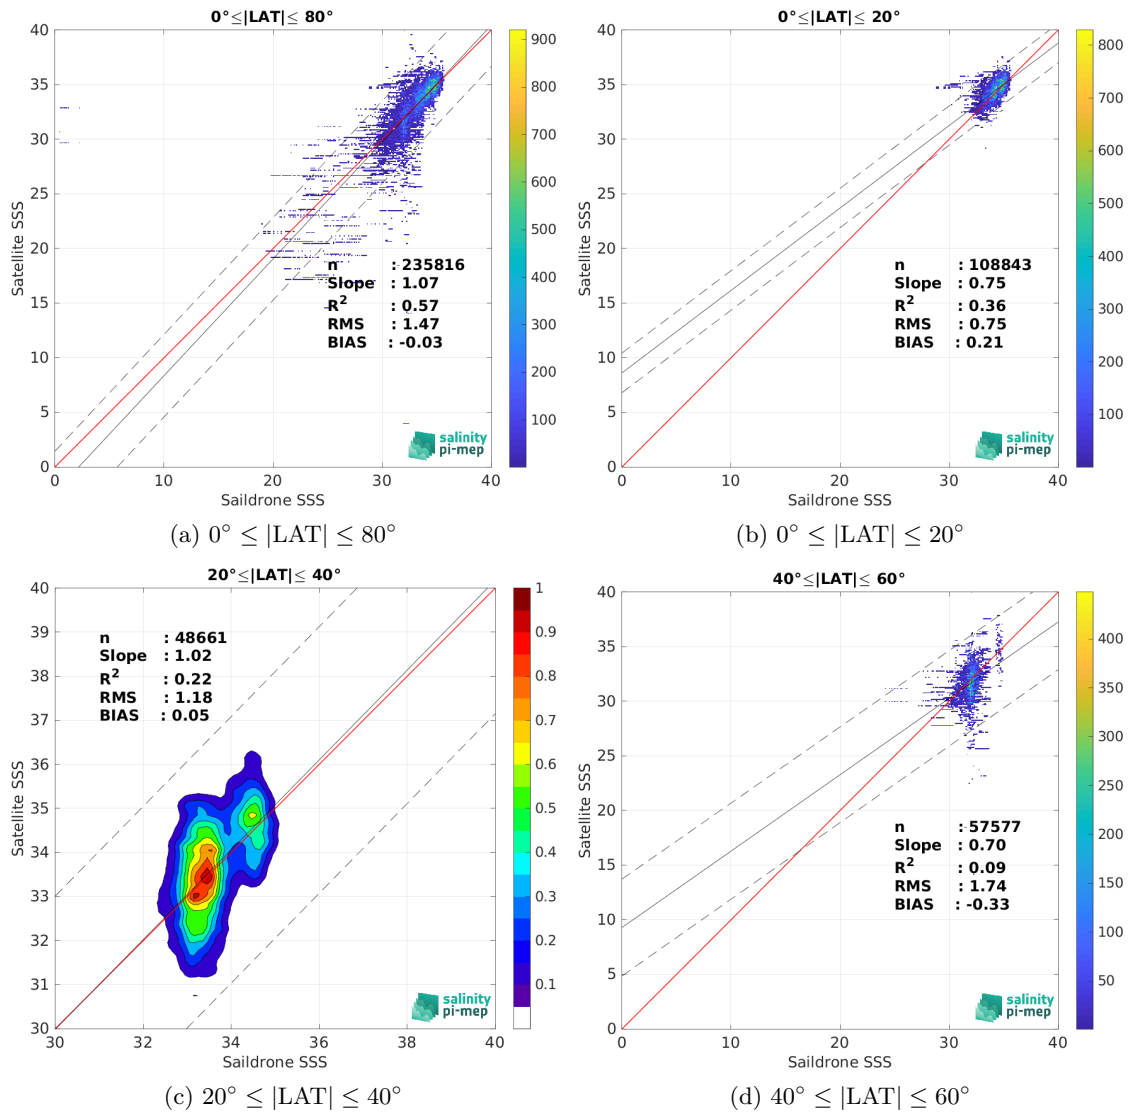 0°≤|LAT|≤ 80°
40
35
30
25
20
15
10
5
0
Satellite SSS
n : 235816
Slope : 1.07
R² : 0.57
RMS : 1.47
BIAS : -0.03
salinity
pi-mep
0 10 20 30 40
Saildrone SSS
900
800
700
600
500
400
300
200
100
(a) 0° ≤ |LAT| ≤ 80°
0°≤|LAT|≤ 20°
40
35
30
25
20
15
10
5
0
Satellite SSS
n : 108843
Slope : 0.75
R² : 0.36
RMS : 0.75
BIAS : 0.21
salinity
pi-mep
0 10 20 30 40
Saildrone SSS
800
700
600
500
400
300
200
100
(b) 0° ≤ |LAT| ≤ 20°
20°≤|LAT|≤ 40°
40
39
38
37
36
35
34
33
32
31
30
Satellite SSS
n : 48661
Slope : 1.02
R² : 0.22
RMS : 1.18
BIAS : 0.05
salinity
pi-mep
30 32 34 36 38 40
Saildrone SSS
1
0.9
0.8
0.7
0.6
0.5
0.4
0.3
0.2
0.1
(c) 20° ≤ |LAT| ≤ 40°
40°≤|LAT|≤ 60°
40
35
30
25
20
15
10
5
0
Satellite SSS
n : 57577
Slope : 0.70
R² : 0.09
RMS : 1.74
BIAS : -0.33
salinity
pi-mep
0 10 20 30 40
Saildrone SSS
400
350
300
250
200
150
100
50
(d) 40° ≤ |LAT| ≤ 60°